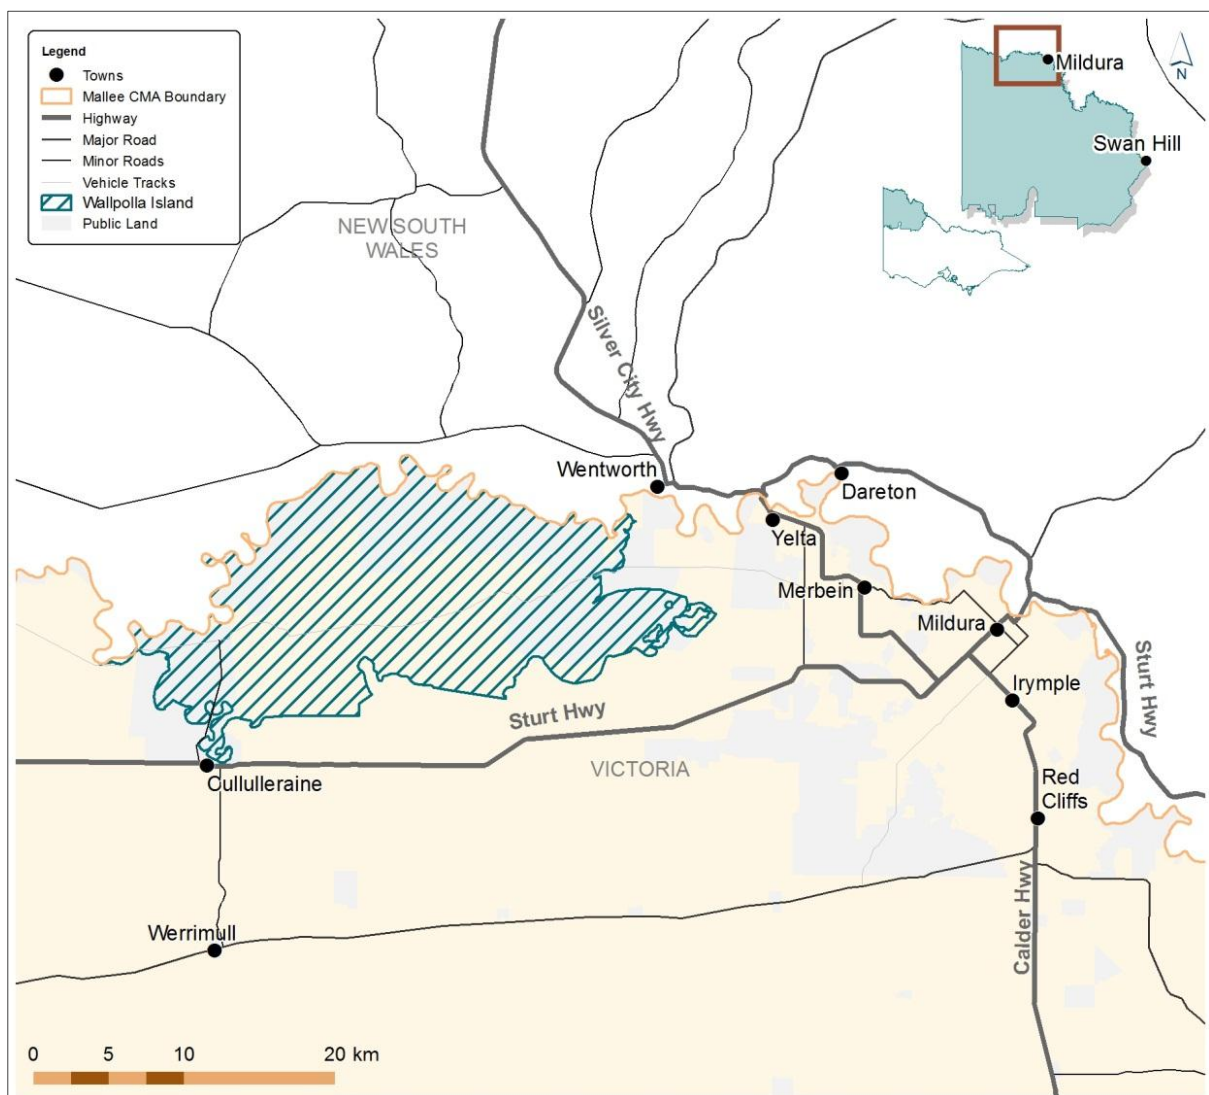 Legend
Towns
Mallee CMA Boundary
Highway
Major Road
Minor Roads
Vehicle Tracks
Wallpolla Island
Public Land
N
Mildura
Swan Hill
NEW SOUTH
WALES
Silver City Hwy
Wentworth
Dareton
Yelta
Merbein
Mildura
Irymple
Sturt Hwy
Sturt Hwy
VICTORIA
Cullulleraine
Red
Cliffs
Calder Hwy
Werrimull
0 5 10 20 km